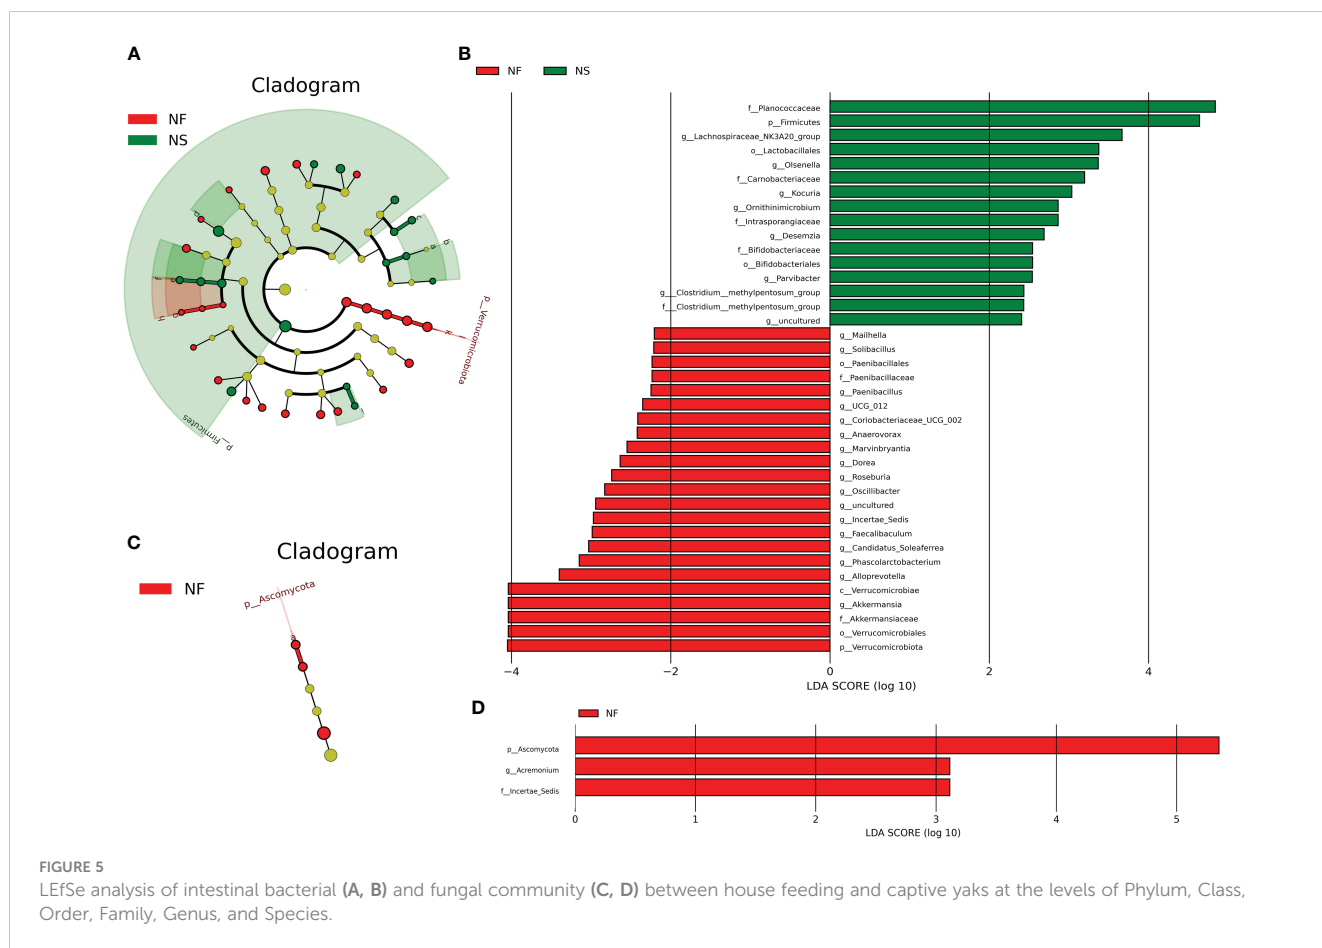 A
Cladogram
NF
NS
p__Verrucomicrobiota
p__Firmicutes
B
NF NS
f__Planococcaceae
p__Firmicutes
g__Lachnospiraceae_NK3A20_group
o__Lactobacillales
g__Olsenella
f__Carnobacteriaceae
g__Kocuria
g__Ornithinimicrobium
f__Intrasporangiaceae
g__Desemzia
f__Bifidobacteriaceae
o__Bifidobacteriales
g__Parvibacter
g___Clostridium__methylpentosum_group
f___Clostridium__methylpentosum_group
g__uncultured
g__Mailhella
g__Solibacillus
o__Paenibacillales
f__Paenibacillaceae
g__Paenibacillus
g__UCG_012
g__Coriobacteriaceae_UCG_002
g__Anaerovorax
g__Marvinbryantia
g__Dorea
g__Roseburia
g__Oscillibacter
g__uncultured
g__Incertae_Sedis
g__Faecalibaculum
g__Candidatus_Soleaferrea
g__Phascolarctobacterium
g__Alloprevotella
c__Verrucomicrobiae
g__Akkermansia
f__Akkermansiaceae
o__Verrucomicrobiales
p__Verrucomicrobiota
−4 −2 0 2 4
LDA SCORE (log 10)
C
Cladogram
NF
p__Ascomycota
a
D
NF
p__Ascomycota
g__Acremonium
f__Incertae_Sedis
0 1 2 3 4 5
LDA SCORE (log 10)
FIGURE 5
LEfSe analysis of intestinal bacterial (A, B) and fungal community (C, D) between house feeding and captive yaks at the levels of Phylum, Class,
Order, Family, Genus, and Species.